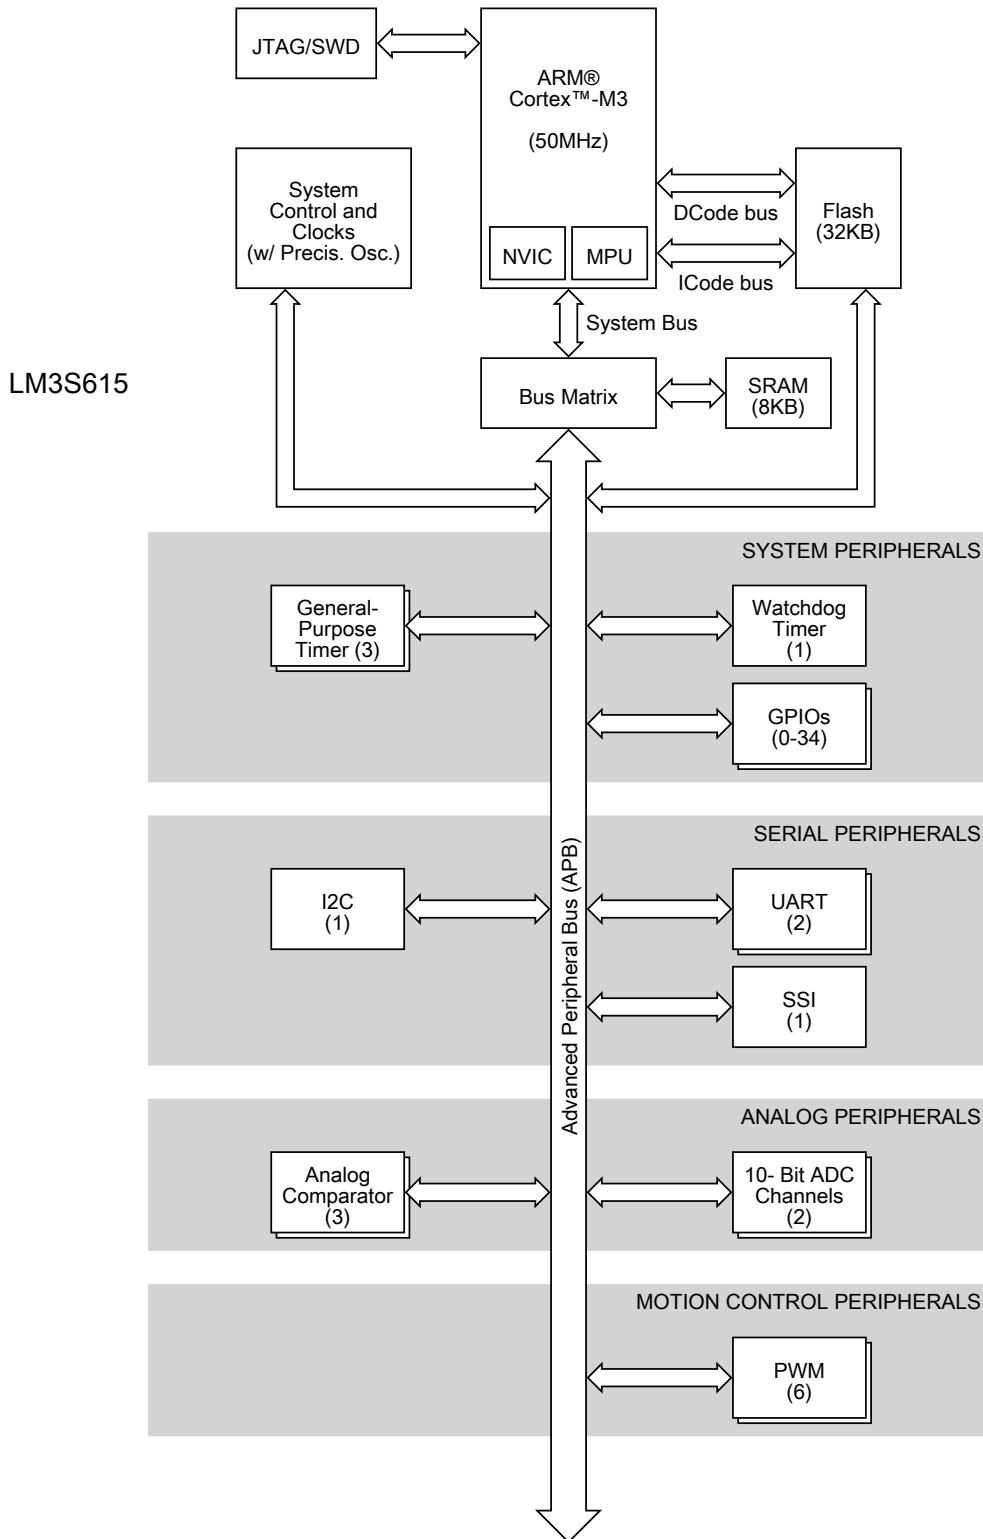 JTAG/SWD
ARM®
Cortex™-M3
(50MHz)
NVIC
MPU
System
Control and
Clocks
(w/ Precis. Osc.)
DCode bus
ICode bus
Flash
(32KB)
System Bus
LM3S615
Bus Matrix
SRAM
(8KB)
Advanced Peripheral Bus (APB)
SYSTEM PERIPHERALS
General-
Purpose
Timer (3)
Watchdog
Timer
(1)
GPIOs
(0-34)
SERIAL PERIPHERALS
I2C
(1)
UART
(2)
SSI
(1)
ANALOG PERIPHERALS
Analog
Comparator
(3)
10- Bit ADC
Channels
(2)
MOTION CONTROL PERIPHERALS
PWM
(6)